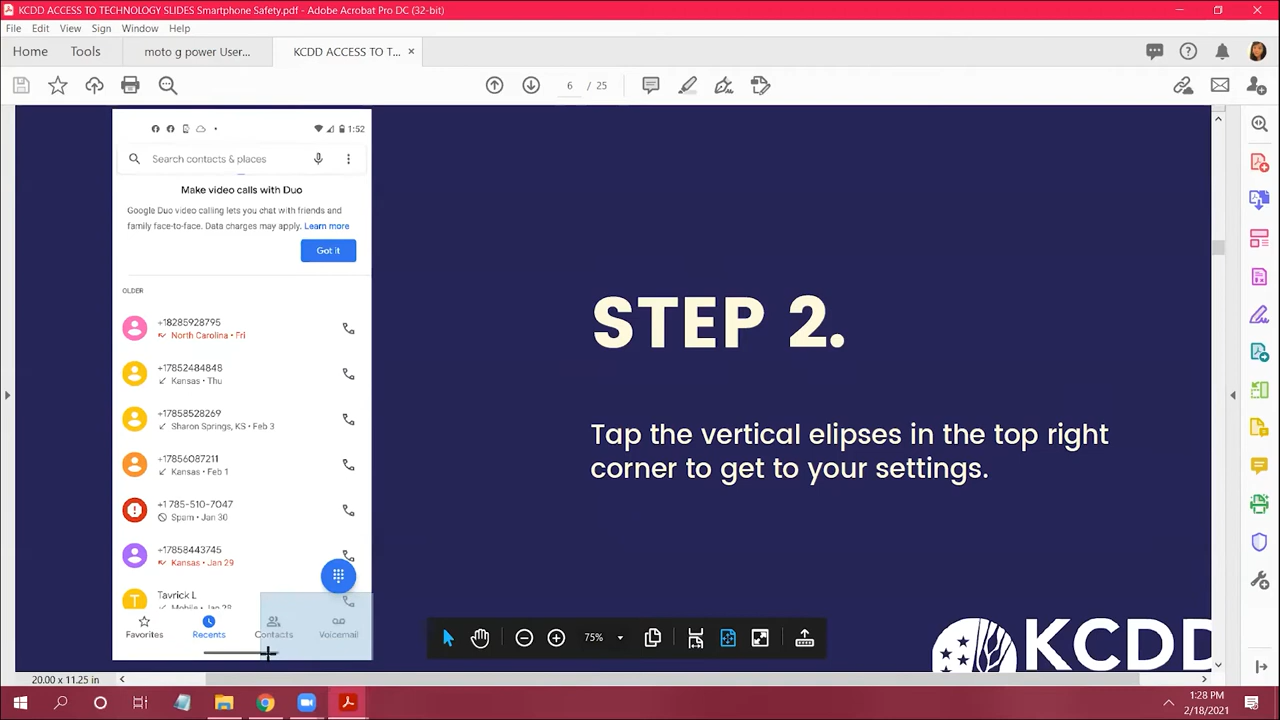 KCDD ACCESS TO TECHNOLOGY SLIDES Smartphone Safety.pdf - Adobe Acrobat Pro DC (32-bit)
File Edit View Sign Window Help
Home Tools moto g power User... KCDD ACCESS TO T... ×
6 / 25
1:52
Search contacts & places
Make video calls with Duo
Google Duo video calling lets you chat with friends and
family face-to-face. Data charges may apply. Learn more
Got it
OLDER
+18285928795
North Carolina • Fri
+17852484848
Kansas • Thu
+17858528269
Sharon Springs, KS • Feb 3
+17856087211
Kansas • Feb 1
+1 785-510-7047
Spam • Jan 30
+17858443745
Kansas • Jan 29
T
Tavrick L
Mobile • Jan 28
Favorites Recents Contacts Voicemail
STEP 2.
Tap the vertical elipses in the top right
corner to get to your settings.
KCDD
75%
20.00 x 11.25 in
1:28 PM
2/18/2021